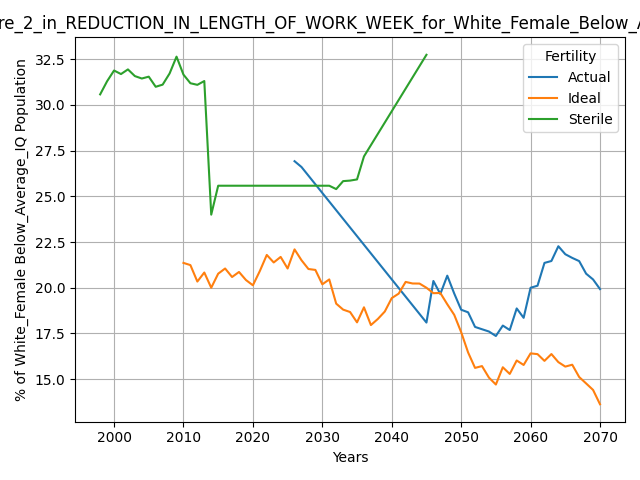 re_2_in_REDUCTION_IN_LENGTH_OF_WORK_WEEK_for_White_Female_Below_A
Fertility
Actual
Ideal
Sterile
% of White_Female Below_Average_IQ Population
32.5
30.0
27.5
25.0
22.5
20.0
17.5
15.0
2000
2010
2020
2030
2040
2050
2060
2070
Years